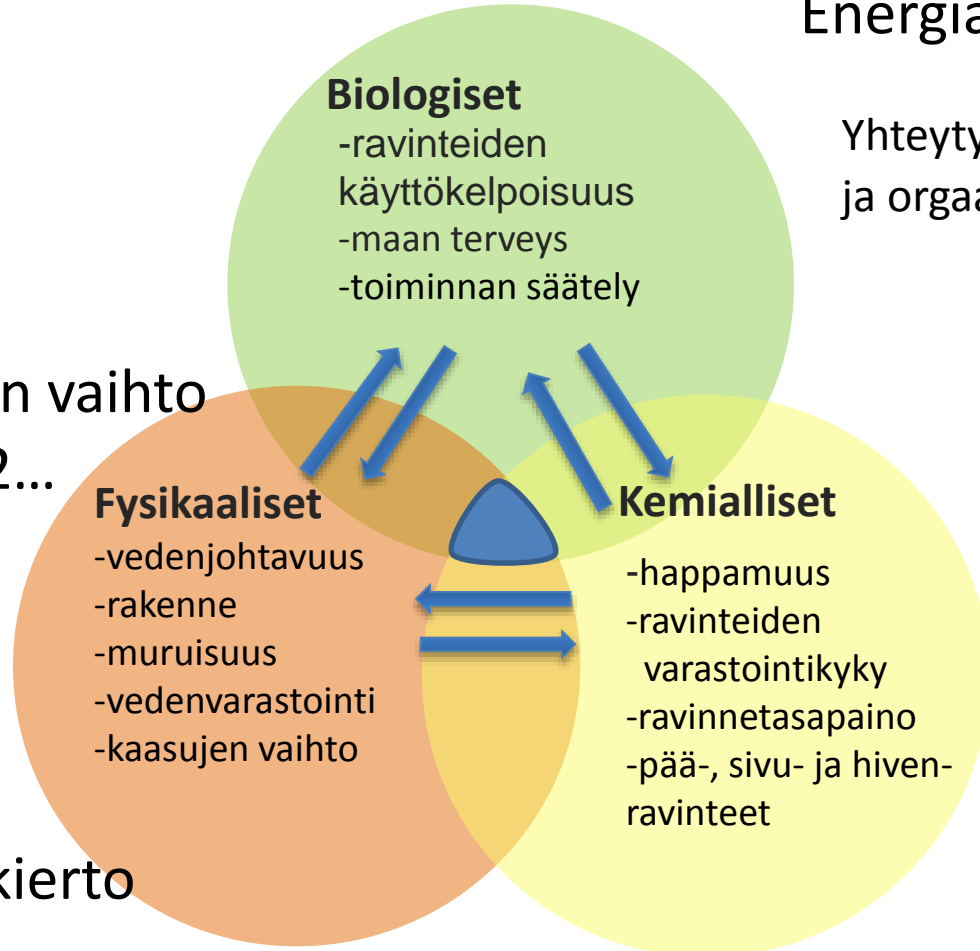 Energia
Biologiset
-ravinteiden
käyttökelpoisuus
-maan terveys
-toiminnan säätely
Yhteyty
ja orgaa
n vaihto
2...
Fysikaaliset
-vedenjohtavuus
-rakenne
-muruisuus
-vedenvarastointi
-kaasujen vaihto
Kemialliset
-happamuus
-ravinteiden
varastointikyky
-ravinnetasapaino
-pää-, sivu- ja hiven-
ravinteet
kierto